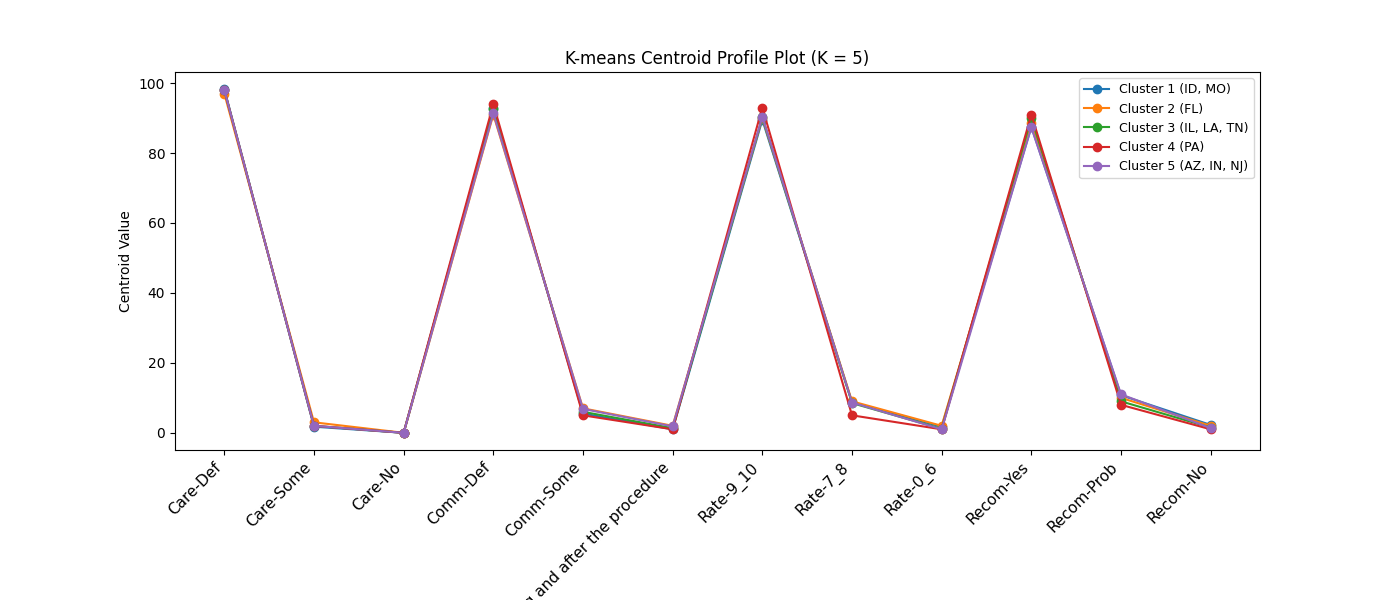 K-means Centroid Profile Plot (K = 5)
Centroid Value
100
80
60
40
20
0
Cluster 1 (ID, MO)
Cluster 2 (FL)
Cluster 3 (IL, LA, TN)
Cluster 4 (PA)
Cluster 5 (AZ, IN, NJ)
Care-Def
Care-Some
Care-No
Comm-Def
Comm-Some
and after the procedure
Rate-9_10
Rate-7_8
Rate-0_6
Recom-Yes
Recom-Prob
Recom-No